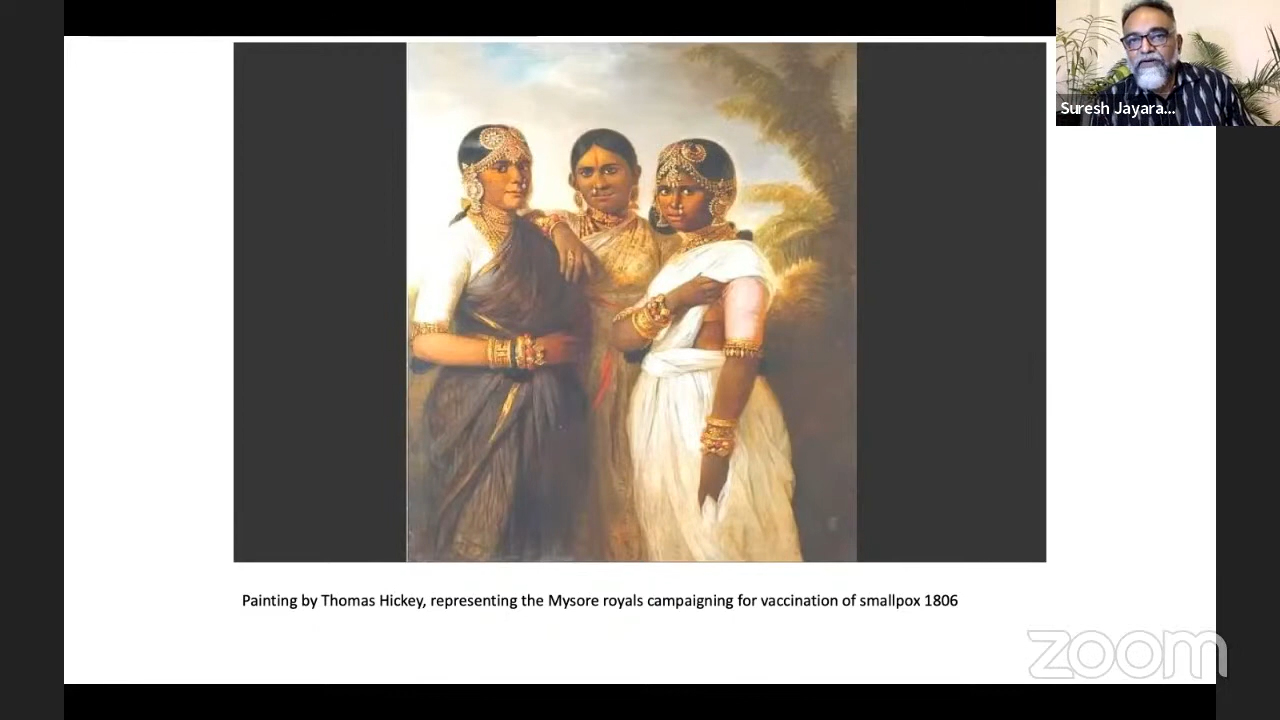 Suresh Jayara...
Painting by Thomas Hickey, representing the Mysore royals campaigning for vaccination of smallpox 1806
zoom